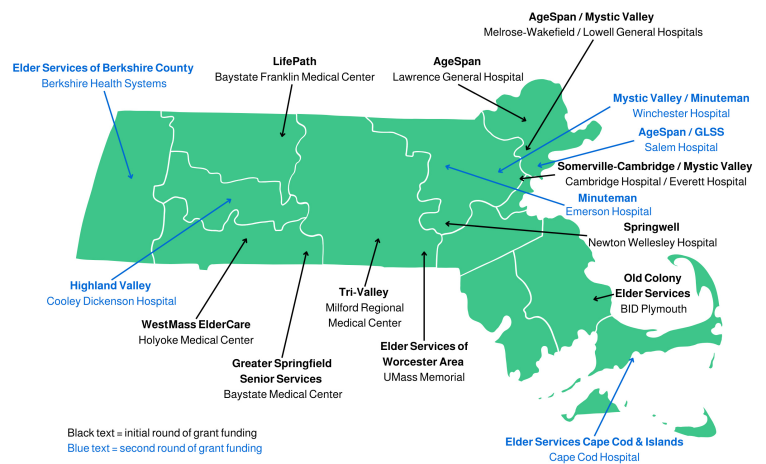 AgeSpan / Mystic Valley
Melrose-Wakefield / Lowell General Hospitals
LifePath
Baystate Franklin Medical Center
AgeSpan
Lawrence General Hospital
Elder Services of Berkshire County
Berkshire Health Systems
Mystic Valley / Minuteman
Winchester Hospital
AgeSpan / GLSS
Salem Hospital
Somerville-Cambridge / Mystic Valley
Cambridge Hospital / Everett Hospital
Minuteman
Emerson Hospital
Springwell
Newton Wellesley Hospital
Old Colony
Elder Services
BID Plymouth
Highland Valley
Cooley Dickenson Hospital
Tri-Valley
Milford Regional
Medical Center
WestMass ElderCare
Holyoke Medical Center
Elder Services of
Worcester Area
UMass Memorial
Greater Springfield
Senior Services
Baystate Medical Center
Black text = initial round of grant funding
Blue text = second round of grant funding
Elder Services Cape Cod & Islands
Cape Cod Hospital